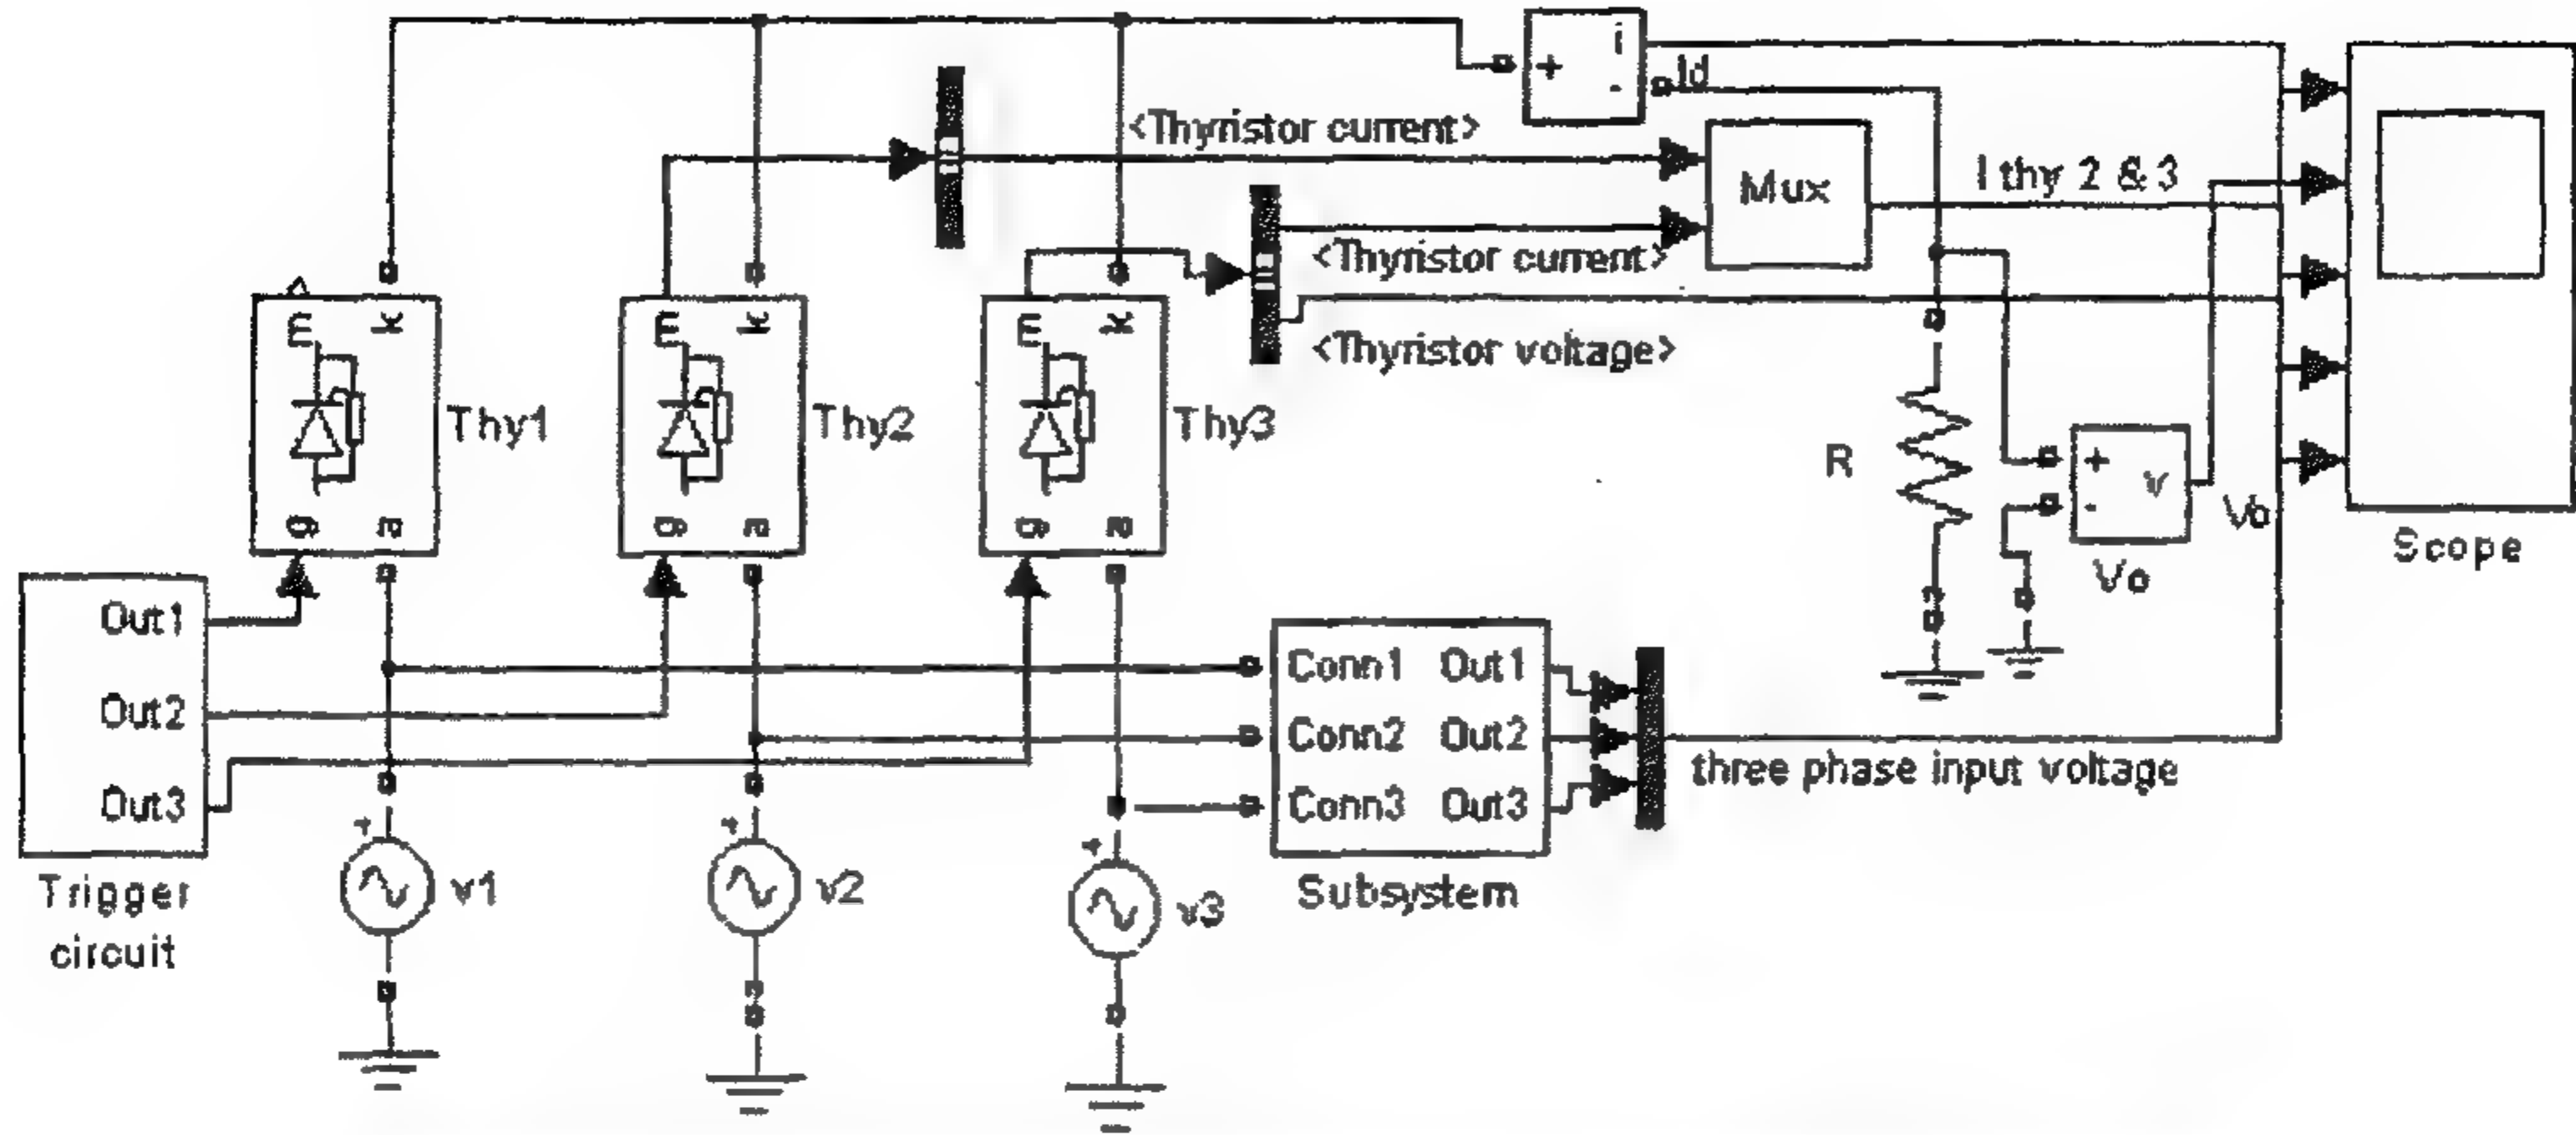 i
+
-
Id
<Thyristor current>
Mux
I thy 2 & 3
<Thyristor current>
<Thyristor voltage>
m k
m k
m k
Thy1
Thy2
Thy3
g a
g a
g a
R
+
-
v
Vo
Vo
Scope
Out1
Out2
Out3
Trigger
circuit
+
v1
+
v2
+
v3
Conn1 Out1
Conn2 Out2
Conn3 Out3
Subsystem
three phase input voltage